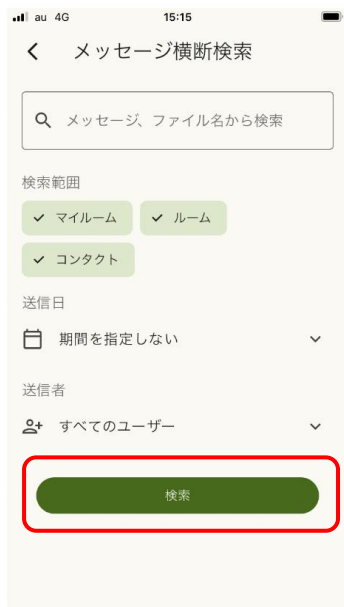 au 4G 15:15
メッセージ横断検索
メッセージ、ファイル名から検索
検索範囲
マイルーム ルーム
コンタクト
送信日
期間を指定しない
送信者
すべてのユーザー
検索